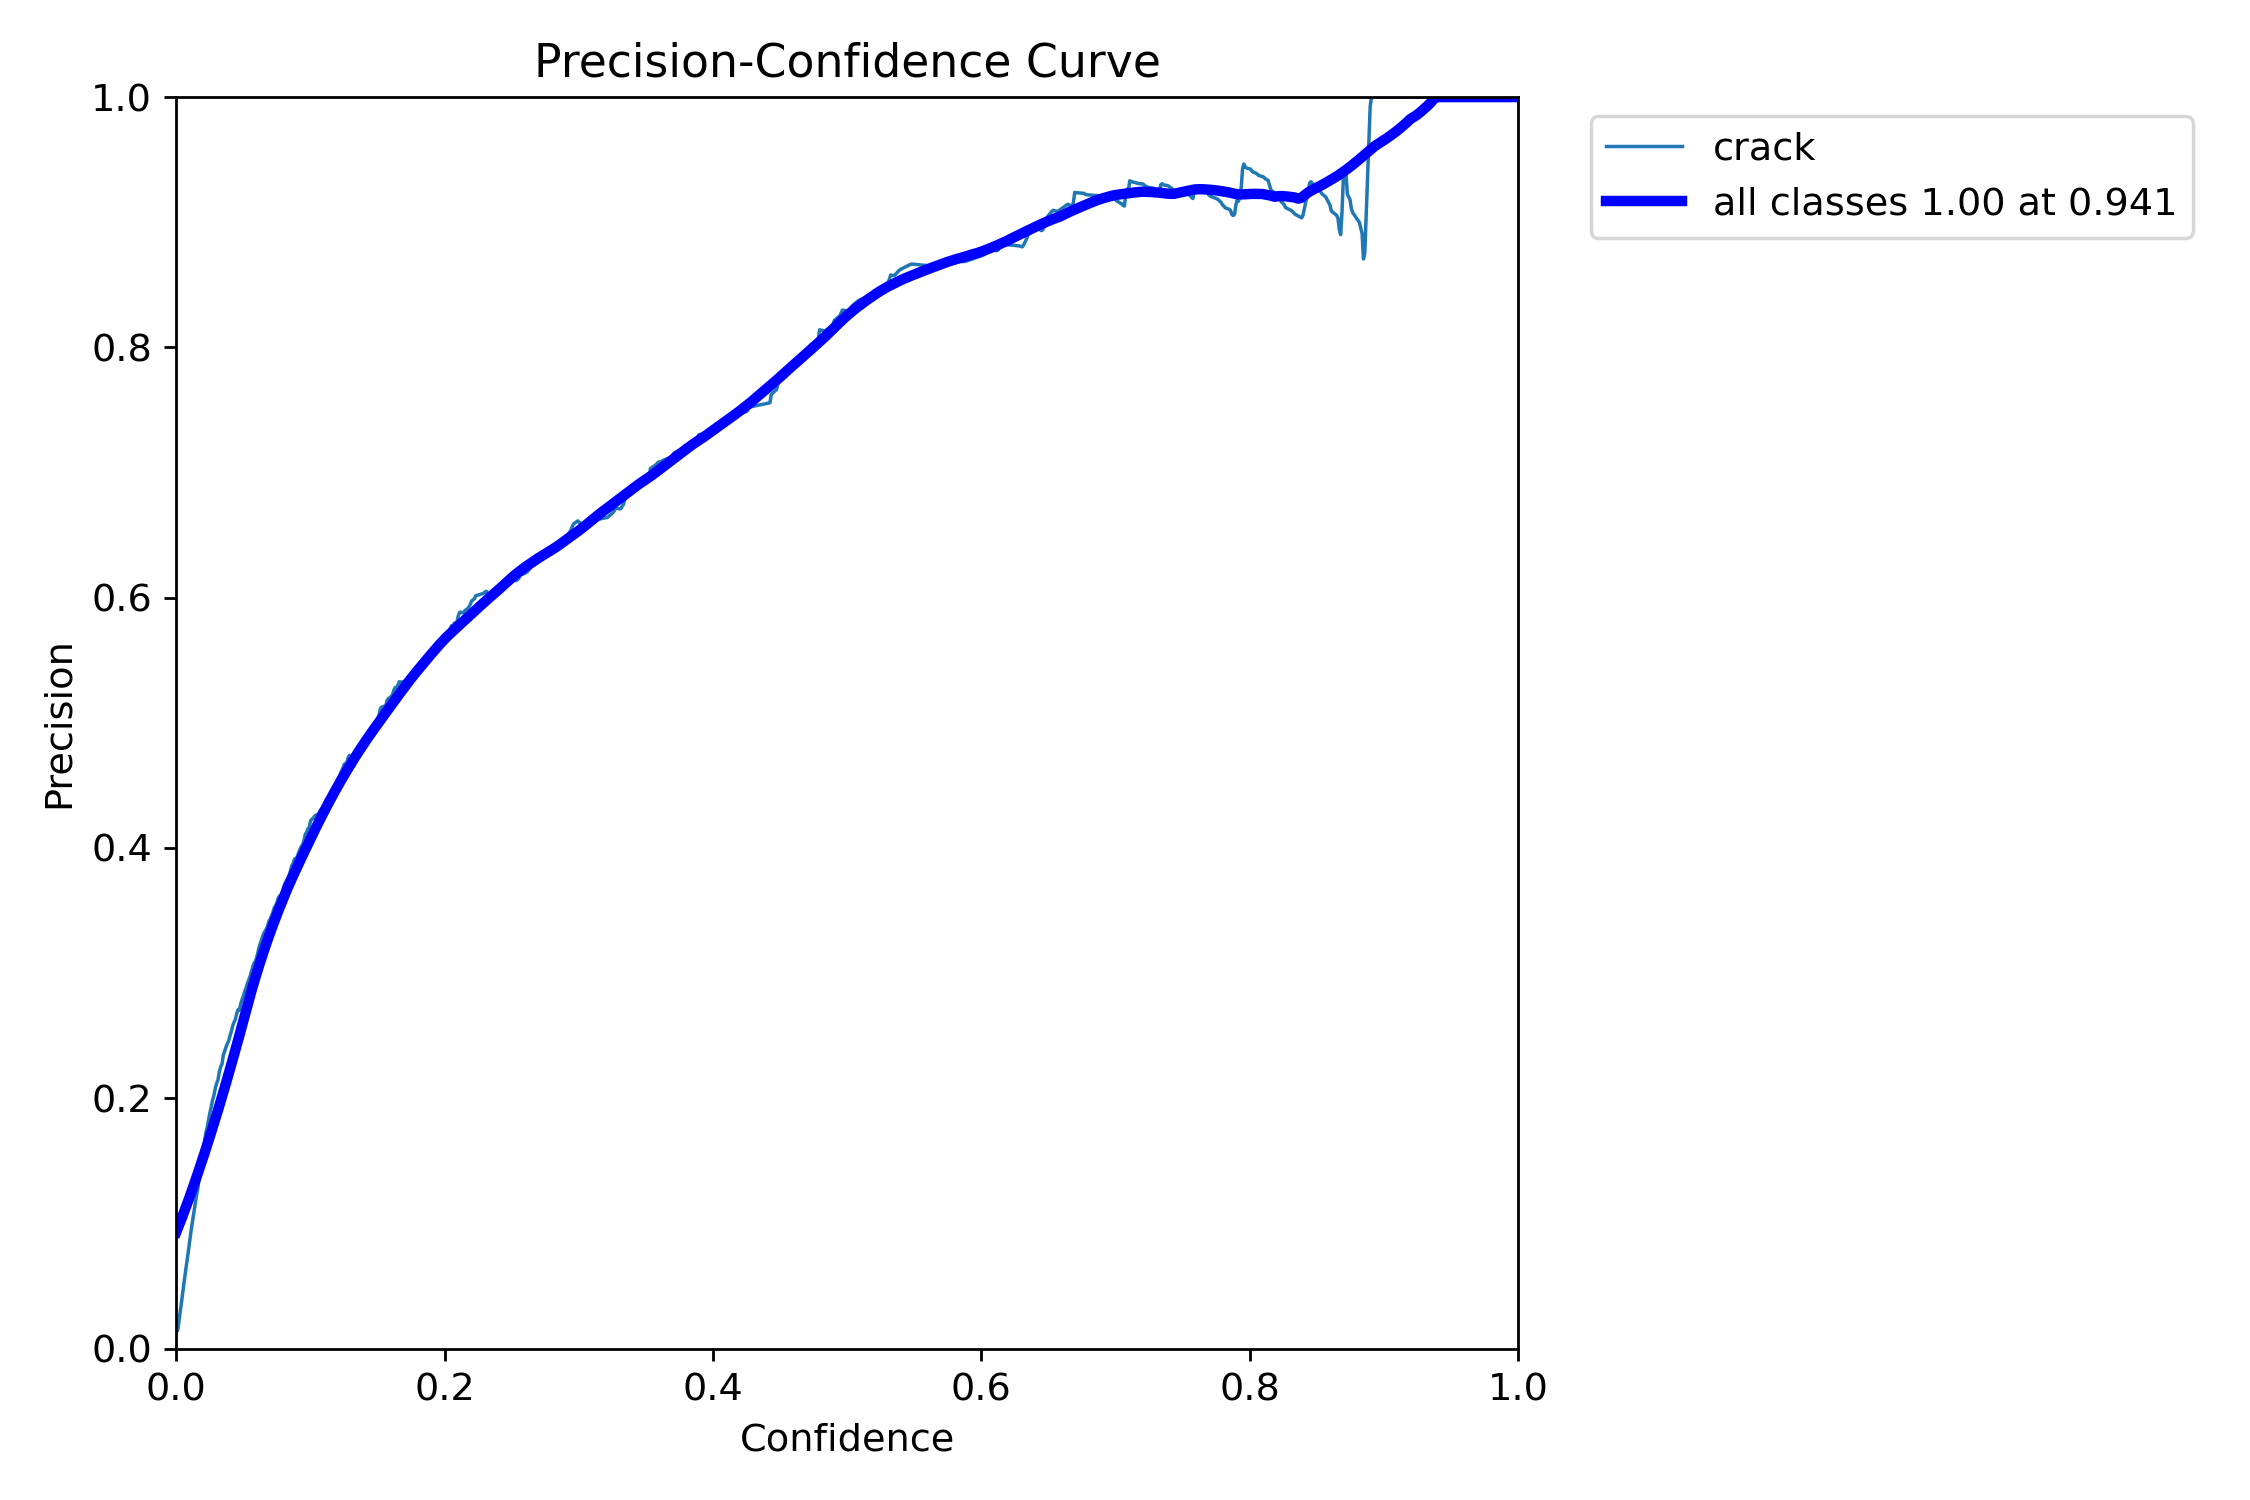 Precision-Confidence Curve
crack
all classes 1.00 at 0.941
1.0
0.8
0.6
0.4
0.2
0.0
Precision
0.0 0.2 0.4 0.6 0.8 1.0
Confidence